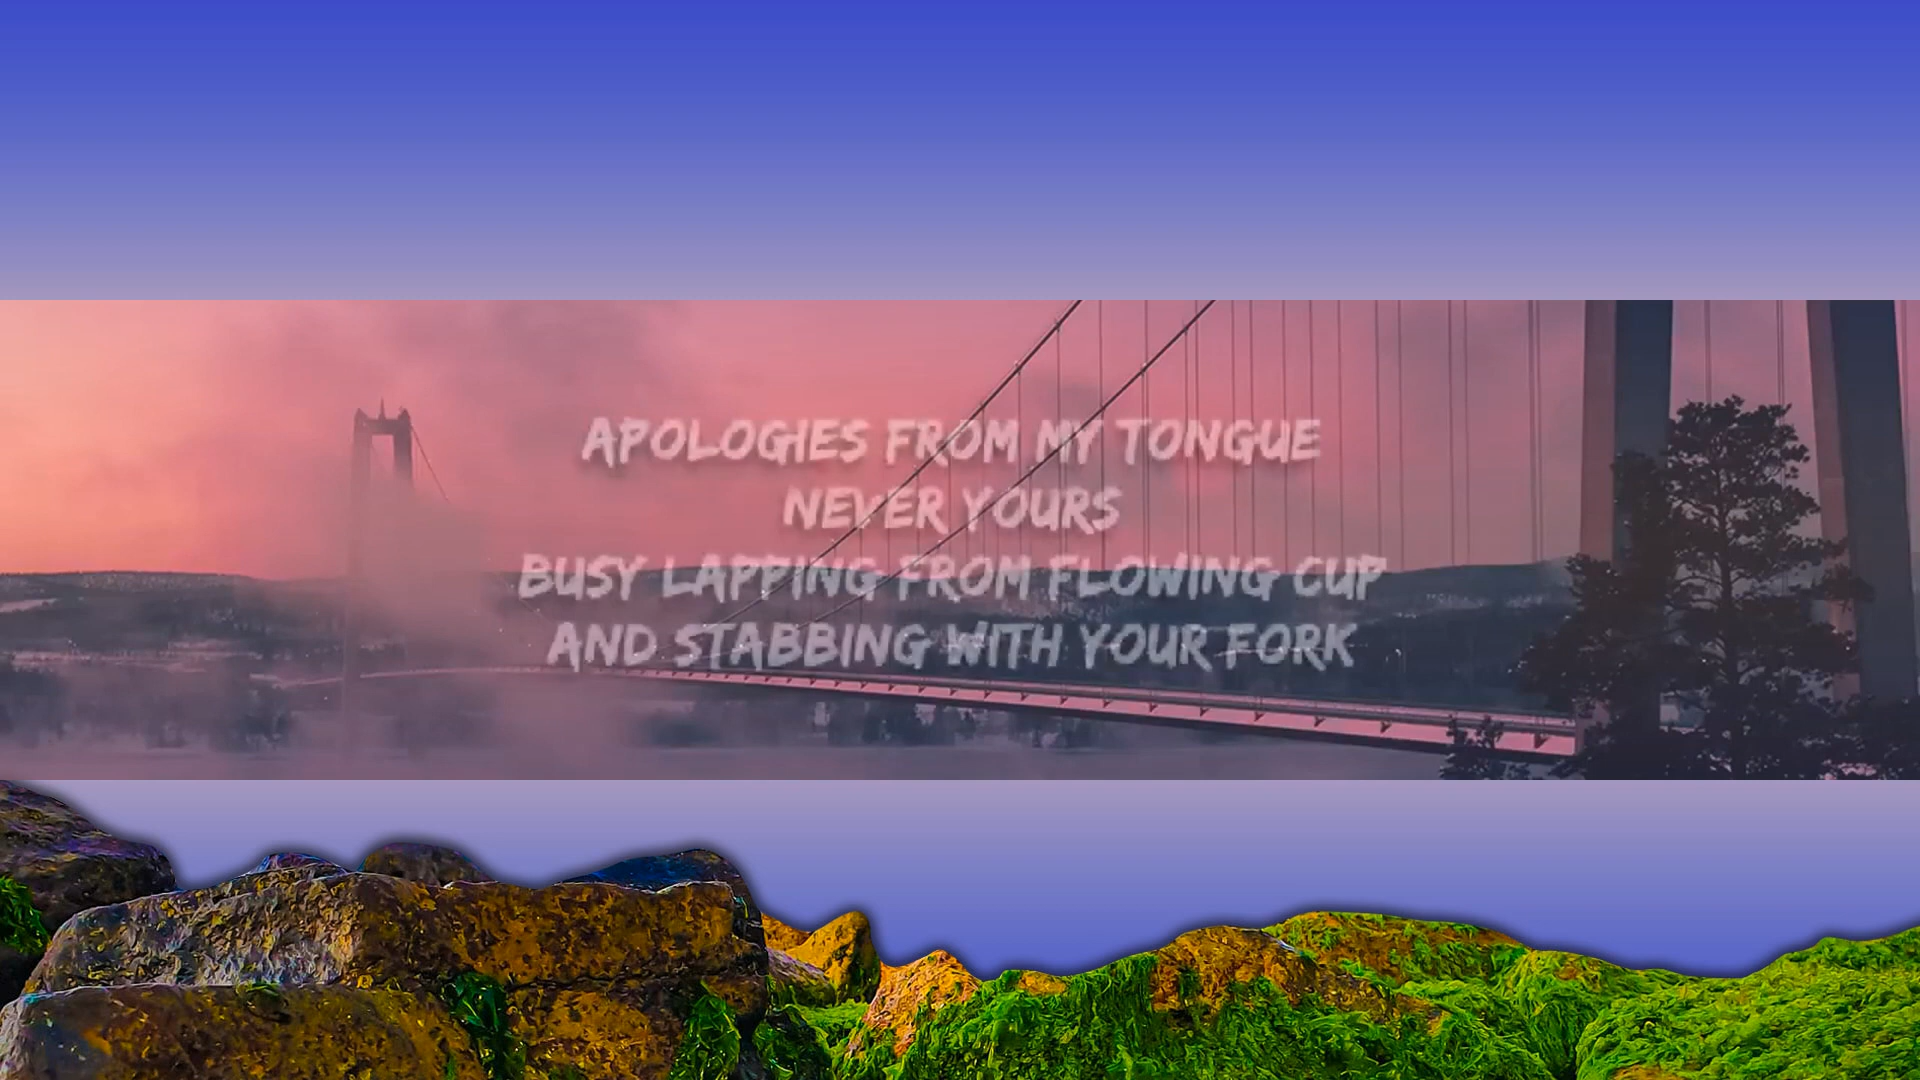 APOLOGIES FROM MY TONGUE
NEVER YOURS
BUSY LAPPING FROM FLOWING CUP
AND STABBING WITH YOUR FORK